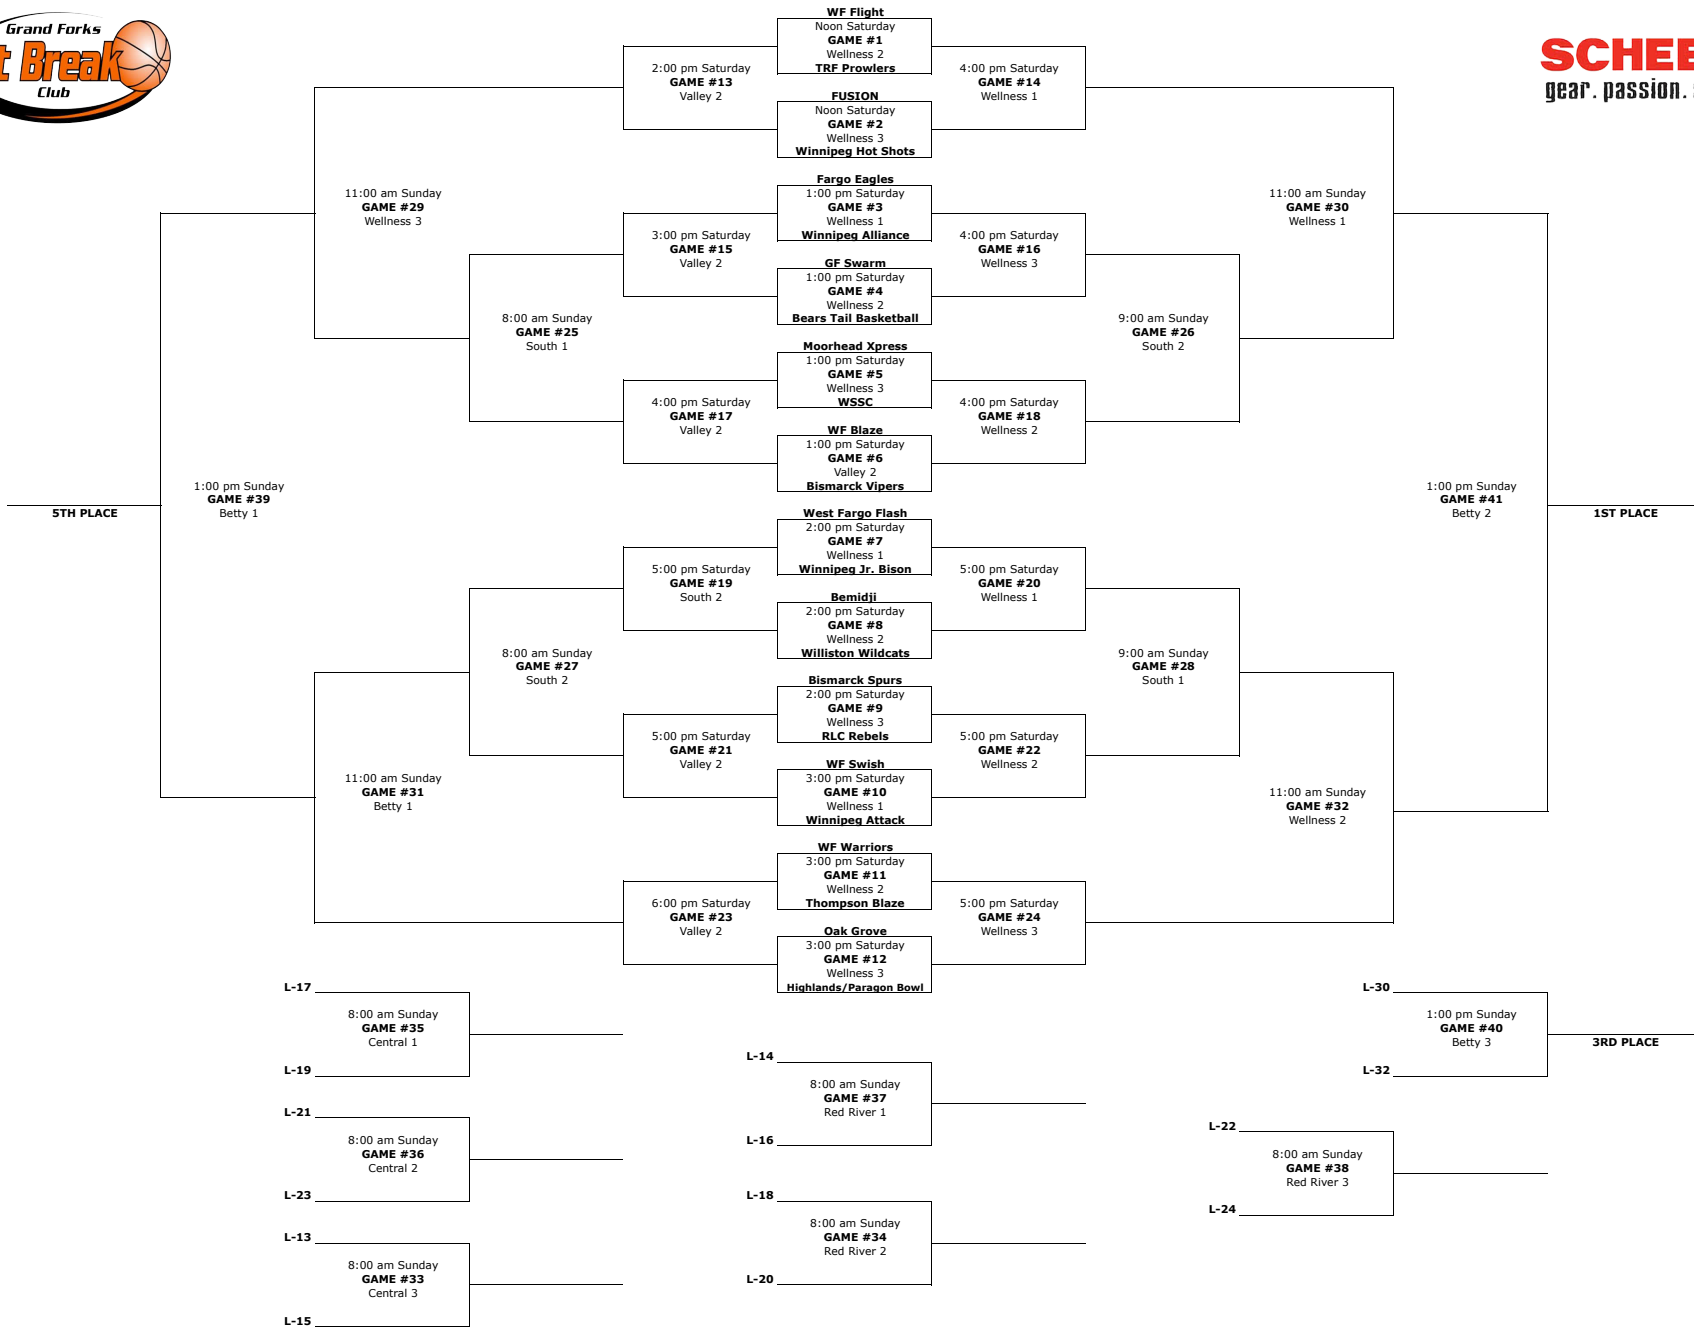 Grand Forks
t Break
Club
SCHEE
gear. passion.
WF Flight
Noon Saturday
GAME #1
Wellness 2
TRF Prowlers
2:00 pm Saturday
GAME #13
Valley 2
4:00 pm Saturday
GAME #14
Wellness 1
FUSION
Noon Saturday
GAME #2
Wellness 3
Winnipeg Hot Shots
11:00 am Sunday
GAME #29
Wellness 3
Fargo Eagles
1:00 pm Saturday
GAME #3
Wellness 1
Winnipeg Alliance
11:00 am Sunday
GAME #30
Wellness 1
3:00 pm Saturday
GAME #15
Valley 2
4:00 pm Saturday
GAME #16
Wellness 3
GF Swarm
1:00 pm Saturday
GAME #4
Wellness 2
Bears Tail Basketball
8:00 am Sunday
GAME #25
South 1
9:00 am Sunday
GAME #26
South 2
Moorhead Xpress
1:00 pm Saturday
GAME #5
Wellness 3
WSSC
4:00 pm Saturday
GAME #17
Valley 2
4:00 pm Saturday
GAME #18
Wellness 2
WF Blaze
1:00 pm Saturday
GAME #6
Valley 2
Bismarck Vipers
1:00 pm Sunday
GAME #39
Betty 1
5TH PLACE
1:00 pm Sunday
GAME #41
Betty 2
1ST PLACE
West Fargo Flash
2:00 pm Saturday
GAME #7
Wellness 1
Winnipeg Jr. Bison
5:00 pm Saturday
GAME #19
South 2
5:00 pm Saturday
GAME #20
Wellness 1
Bemidji
2:00 pm Saturday
GAME #8
Wellness 2
Williston Wildcats
8:00 am Sunday
GAME #27
South 2
9:00 am Sunday
GAME #28
South 1
Bismarck Spurs
2:00 pm Saturday
GAME #9
Wellness 3
RLC Rebels
5:00 pm Saturday
GAME #21
Valley 2
5:00 pm Saturday
GAME #22
Wellness 2
WF Swish
3:00 pm Saturday
GAME #10
Wellness 1
Winnipeg Attack
11:00 am Sunday
GAME #31
Betty 1
11:00 am Sunday
GAME #32
Wellness 2
WF Warriors
3:00 pm Saturday
GAME #11
Wellness 2
Thompson Blaze
6:00 pm Saturday
GAME #23
Valley 2
5:00 pm Saturday
GAME #24
Wellness 3
Oak Grove
3:00 pm Saturday
GAME #12
Wellness 3
Highlands/Paragon Bowl
L-17
8:00 am Sunday
GAME #35
Central 1
L-19
L-30
1:00 pm Sunday
GAME #40
Betty 3
3RD PLACE
L-32
L-14
8:00 am Sunday
GAME #37
Red River 1
L-16
L-21
8:00 am Sunday
GAME #36
Central 2
L-23
L-22
8:00 am Sunday
GAME #38
Red River 3
L-24
L-18
8:00 am Sunday
GAME #34
Red River 2
L-20
L-13
8:00 am Sunday
GAME #33
Central 3
L-15